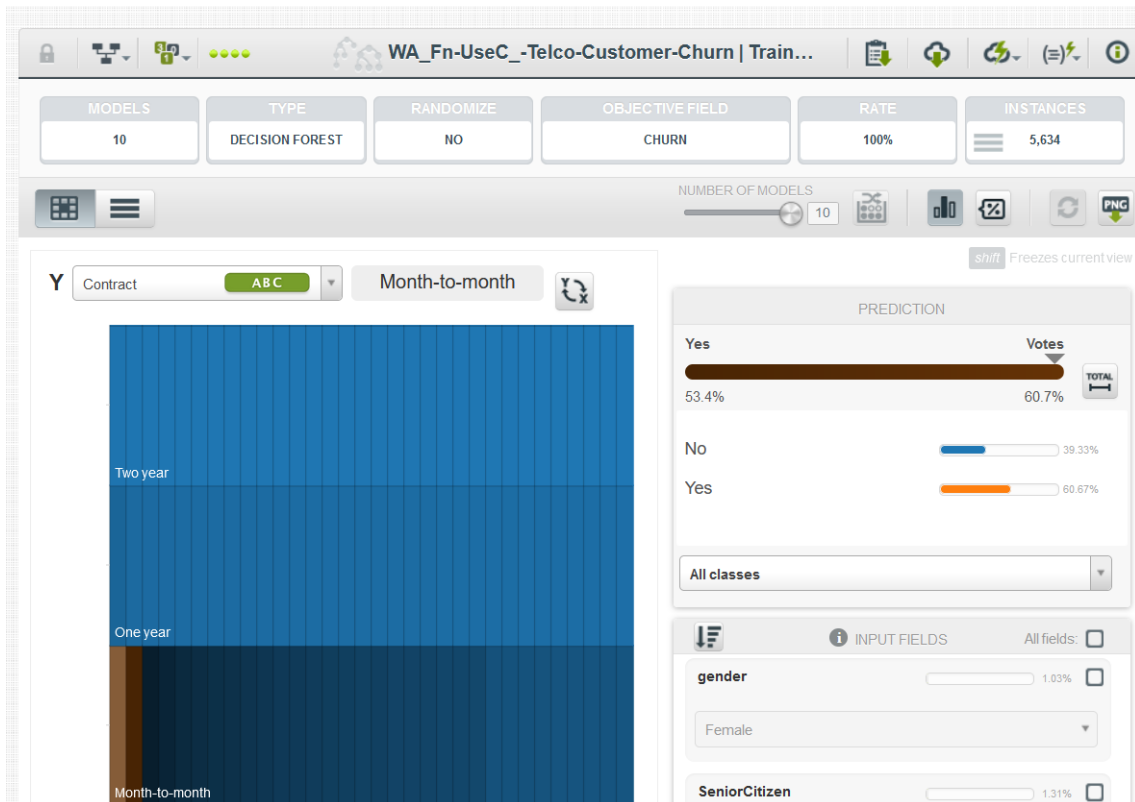 WA_Fn-UseC_-Telco-Customer-Churn | Train...
MODELS TYPE RANDOMIZE OBJECTIVE FIELD RATE INSTANCES
10 DECISION FOREST NO CHURN 100% 5,634
NUMBER OF MODELS
10
PNG
shift Freezes current view
Y Contract ABC Month-to-month Y X
PREDICTION
Yes Votes
TOTAL
53.4% 60.7%
No 39.33%
Yes 60.67%
All classes
Two year
One year
Month-to-month
INPUT FIELDS All fields:
gender 1.03%
Female
SeniorCitizen 1.31%